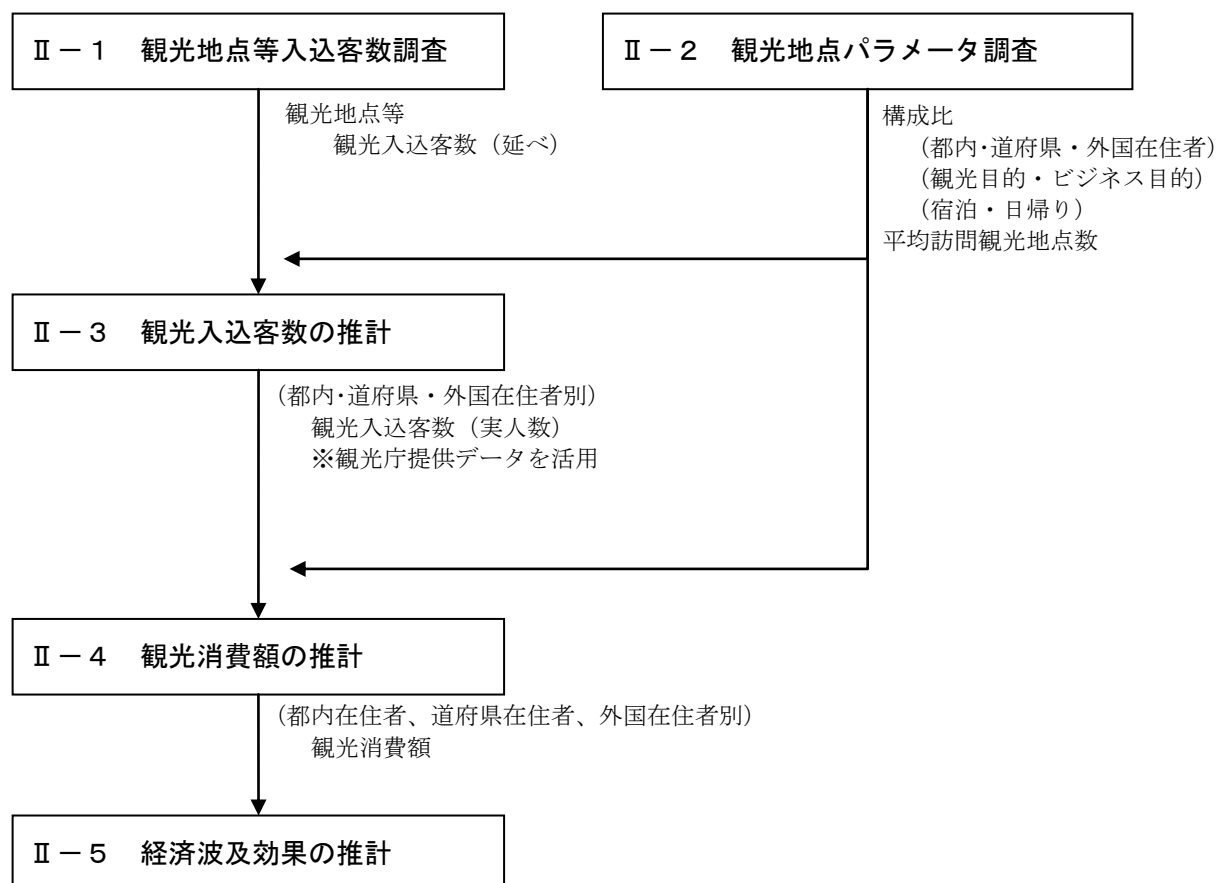 Ⅱ－１　観光地点等入込客数調査
Ⅱ－２　観光地点パラメータ調査
観光地点等
観光入込客数（延べ）
構成比
（都内･道府県・外国在住者）
（観光目的・ビジネス目的）
（宿泊・日帰り）
平均訪問観光地点数
Ⅱ－３　観光入込客数の推計
（都内･道府県・外国在住者別）
観光入込客数（実人数）
※観光庁提供データを活用
Ⅱ－４　観光消費額の推計
（都内在住者、道府県在住者、外国在住者別）
観光消費額
Ⅱ－５　経済波及効果の推計